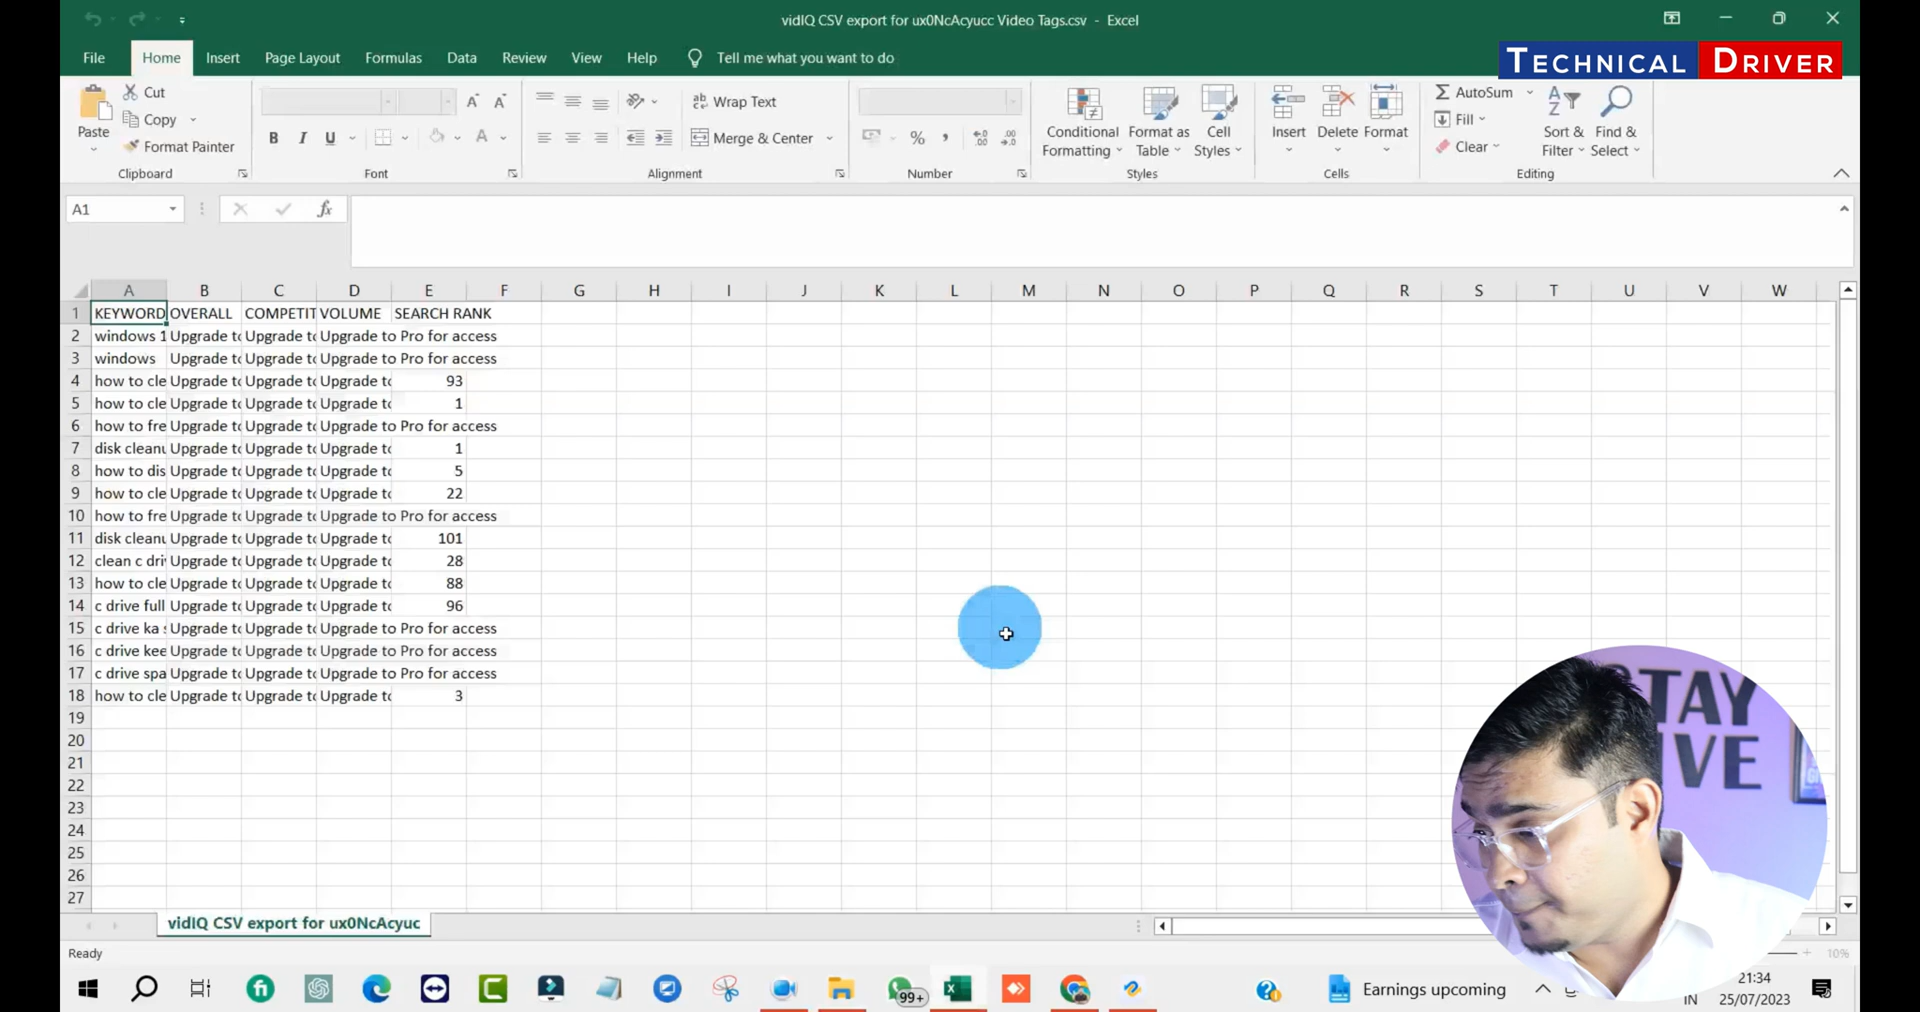 vidIQ CSV export for ux0NcAcyucc Video Tags.csv - Excel
File Home Insert Page Layout Formulas Data Review View Help Tell me what you want to do
TECHNICAL DRIVER
Paste
Cut
Copy
Format Painter
Clipboard
B I U A
Font
Wrap Text
Merge & Center
Alignment
%
Number
Conditional Formatting
Format as Table
Cell Styles
Styles
Insert Delete Format
Cells
AutoSum
Fill
Clear
Sort & Filter
Find & Select
Editing
A1 fx
A B C D E F G H I J K L M N O P Q R S T U V W
1 KEYWORD OVERALL COMPETIT VOLUME SEARCH RANK
2 windows 1 Upgrade to Upgrade to Upgrade to Pro for access
3 windows Upgrade to Upgrade to Upgrade to Pro for access
4 how to cle Upgrade to Upgrade to Upgrade to 93
5 how to cle Upgrade to Upgrade to Upgrade to 1
6 how to fre Upgrade to Upgrade to Upgrade to Pro for access
7 disk cleanu Upgrade to Upgrade to Upgrade to 1
8 how to dis Upgrade to Upgrade to Upgrade to 5
9 how to cle Upgrade to Upgrade to Upgrade to 22
10 how to fre Upgrade to Upgrade to Upgrade to Pro for access
11 disk cleanu Upgrade to Upgrade to Upgrade to 101
12 clean c dri Upgrade to Upgrade to Upgrade to 28
13 how to cle Upgrade to Upgrade to Upgrade to 88
14 c drive full Upgrade to Upgrade to Upgrade to 96
15 c drive ka s Upgrade to Upgrade to Upgrade to Pro for access
16 c drive kee Upgrade to Upgrade to Upgrade to Pro for access
17 c drive spa Upgrade to Upgrade to Upgrade to Pro for access
18 how to cle Upgrade to Upgrade to Upgrade to 3
19
20
21
22
23
24
25
26
27
STAY
vidIQ CSV export for ux0NcAcyuc
Ready
10%
fi
99+
Earnings upcoming
IN
21:34
25/07/2023